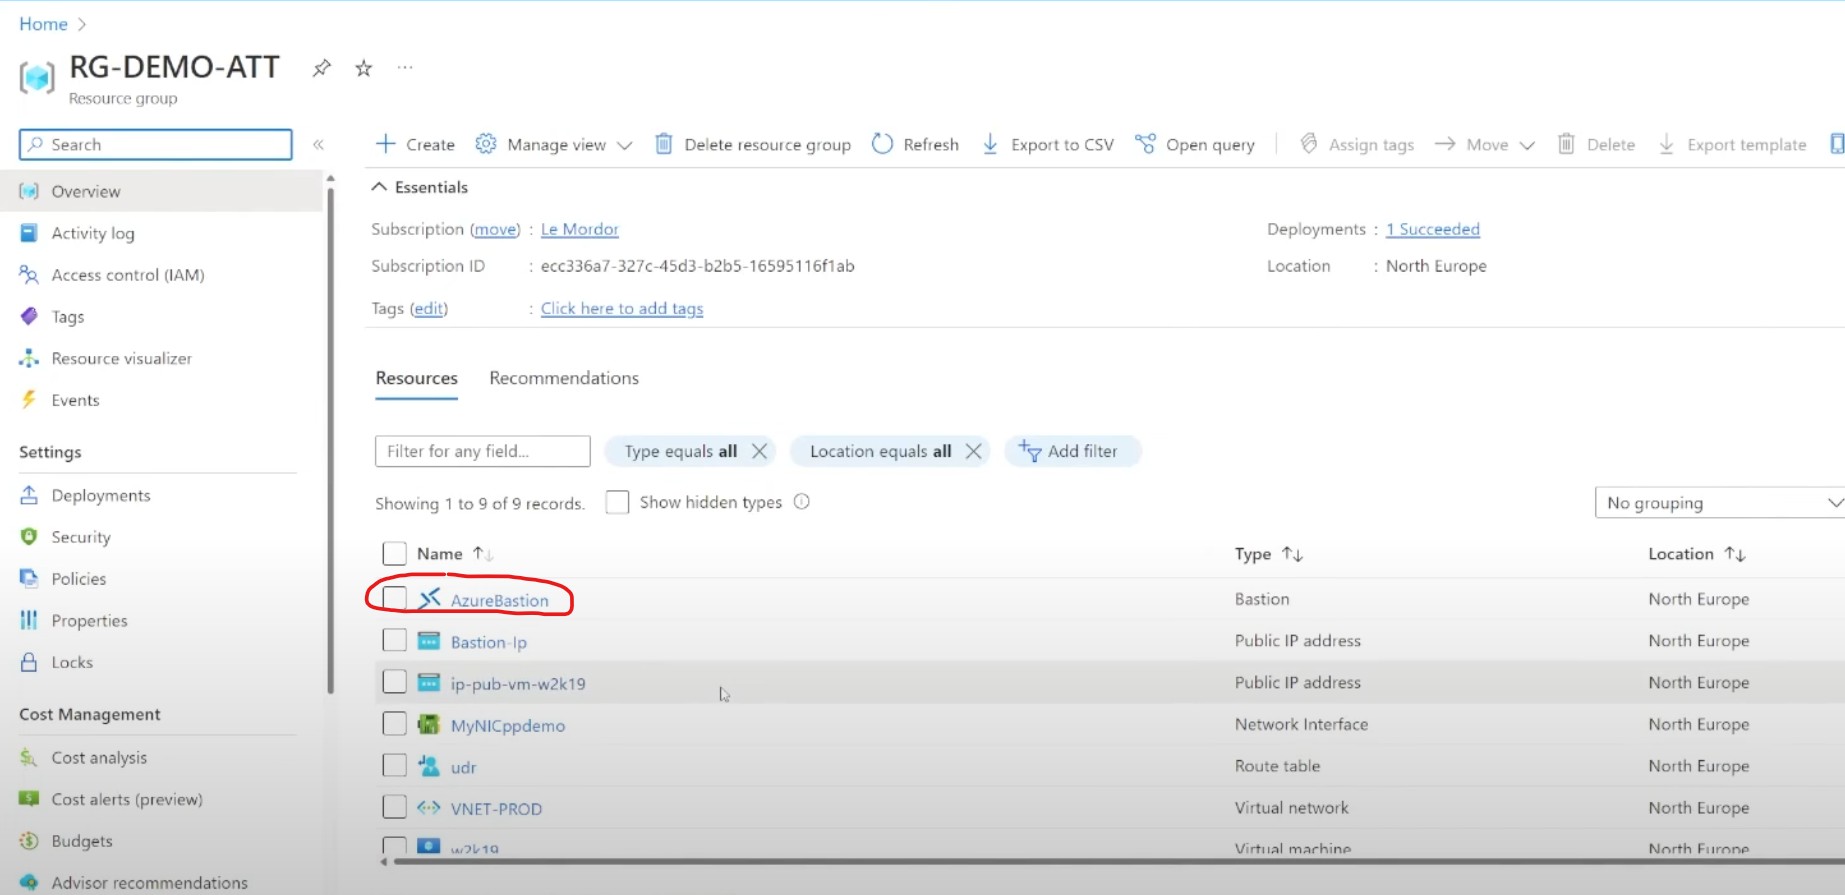 Home >
RG-DEMO-ATT
Resource group
Search
Overview
Activity log
Access control (IAM)
Tags
Resource visualizer
Events
Settings
Deployments
Security
Policies
Properties
Locks
Cost Management
Cost analysis
Cost alerts (preview)
Budgets
Advisor recommendations
Create Manage view Delete resource group Refresh Export to CSV Open query Assign tags Move Delete Export template
Essentials
Subscription (move) : Le Mordor
Deployments : 1 Succeeded
Subscription ID : ecc336a7-327c-45d3-b2b5-16595116f1ab
Location : North Europe
Tags (edit) : Click here to add tags
Resources Recommendations
Filter for any field... Type equals all Location equals all Add filter
Showing 1 to 9 of 9 records. Show hidden types
No grouping
Name Type Location
AzureBastion Bastion North Europe
Bastion-Ip Public IP address North Europe
ip-pub-vm-w2k19 Public IP address North Europe
MyNICppdemo Network Interface North Europe
udr Route table North Europe
VNET-PROD Virtual network North Europe
w2k19 Virtual machine North Europe